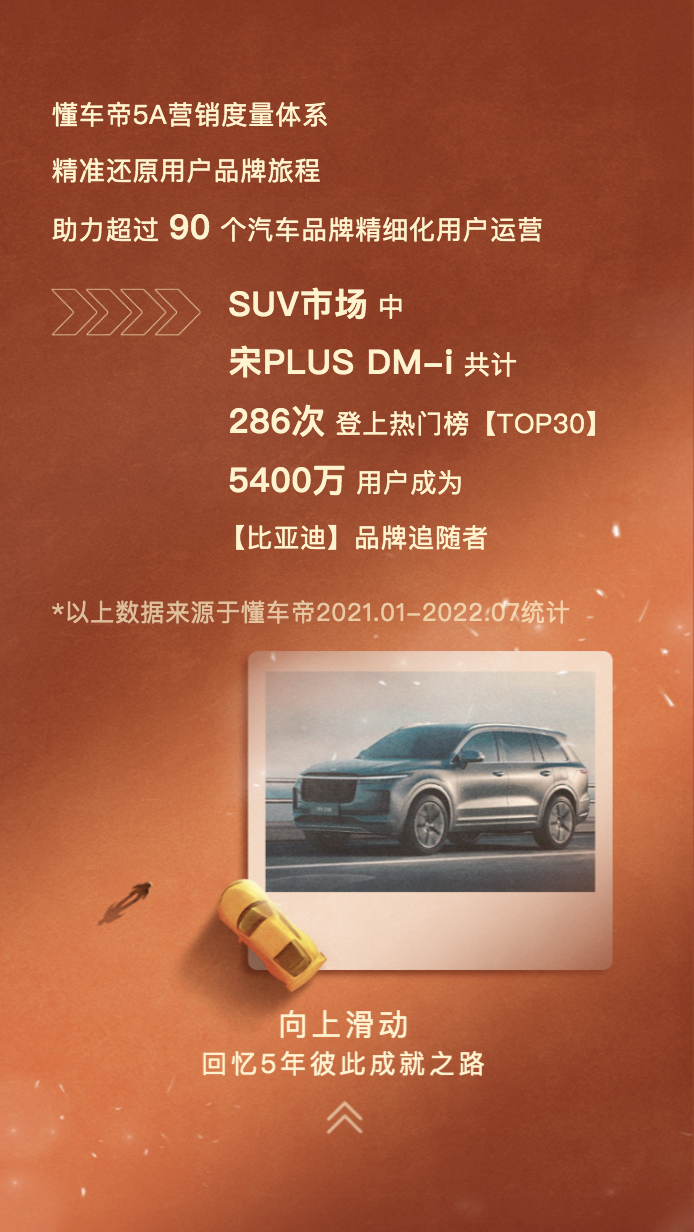 懂车帝5A营销度量体系
精准还原用户品牌旅程
助力超过 90 个汽车品牌精细化用户运营
SUV市场 中
宋PLUS DM-i 共计
286次 登上热门榜【TOP30】
5400万 用户成为
【比亚迪】品牌追随者
*以上数据来源于懂车帝2021.01-2022.07统计
向上滑动
回忆5年彼此成就之路